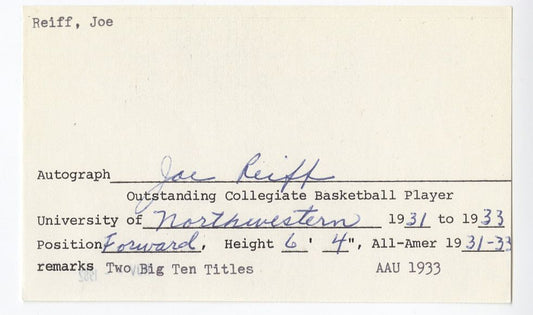 Reiff, Joe
Autograph Joe Reiff
Outstanding Collegiate Basketball Player
University of Northwestern 1931 to 1933
Position Forward, Height 6' 4", All-Amer 1931-33
remarks Two Big Ten Titles AAU 1933